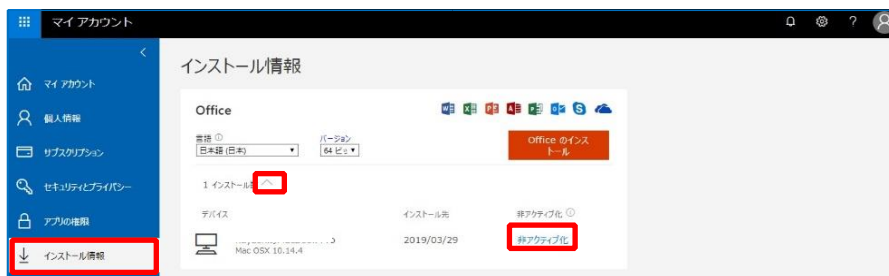 マイ アカウント
?
インストール情報
マイ アカウント
Office
個人情報
言語
バージョン
日本語 (日本)
64 ビッ
Office のインス
トール
サブスクリプション
セキュリティとプライバシー
1 インストール
アプリの権限
デバイス
インストール先
非アクティブ化
2019/03/29
非アクティブ化
Mac OSX 10.14.4
インストール情報